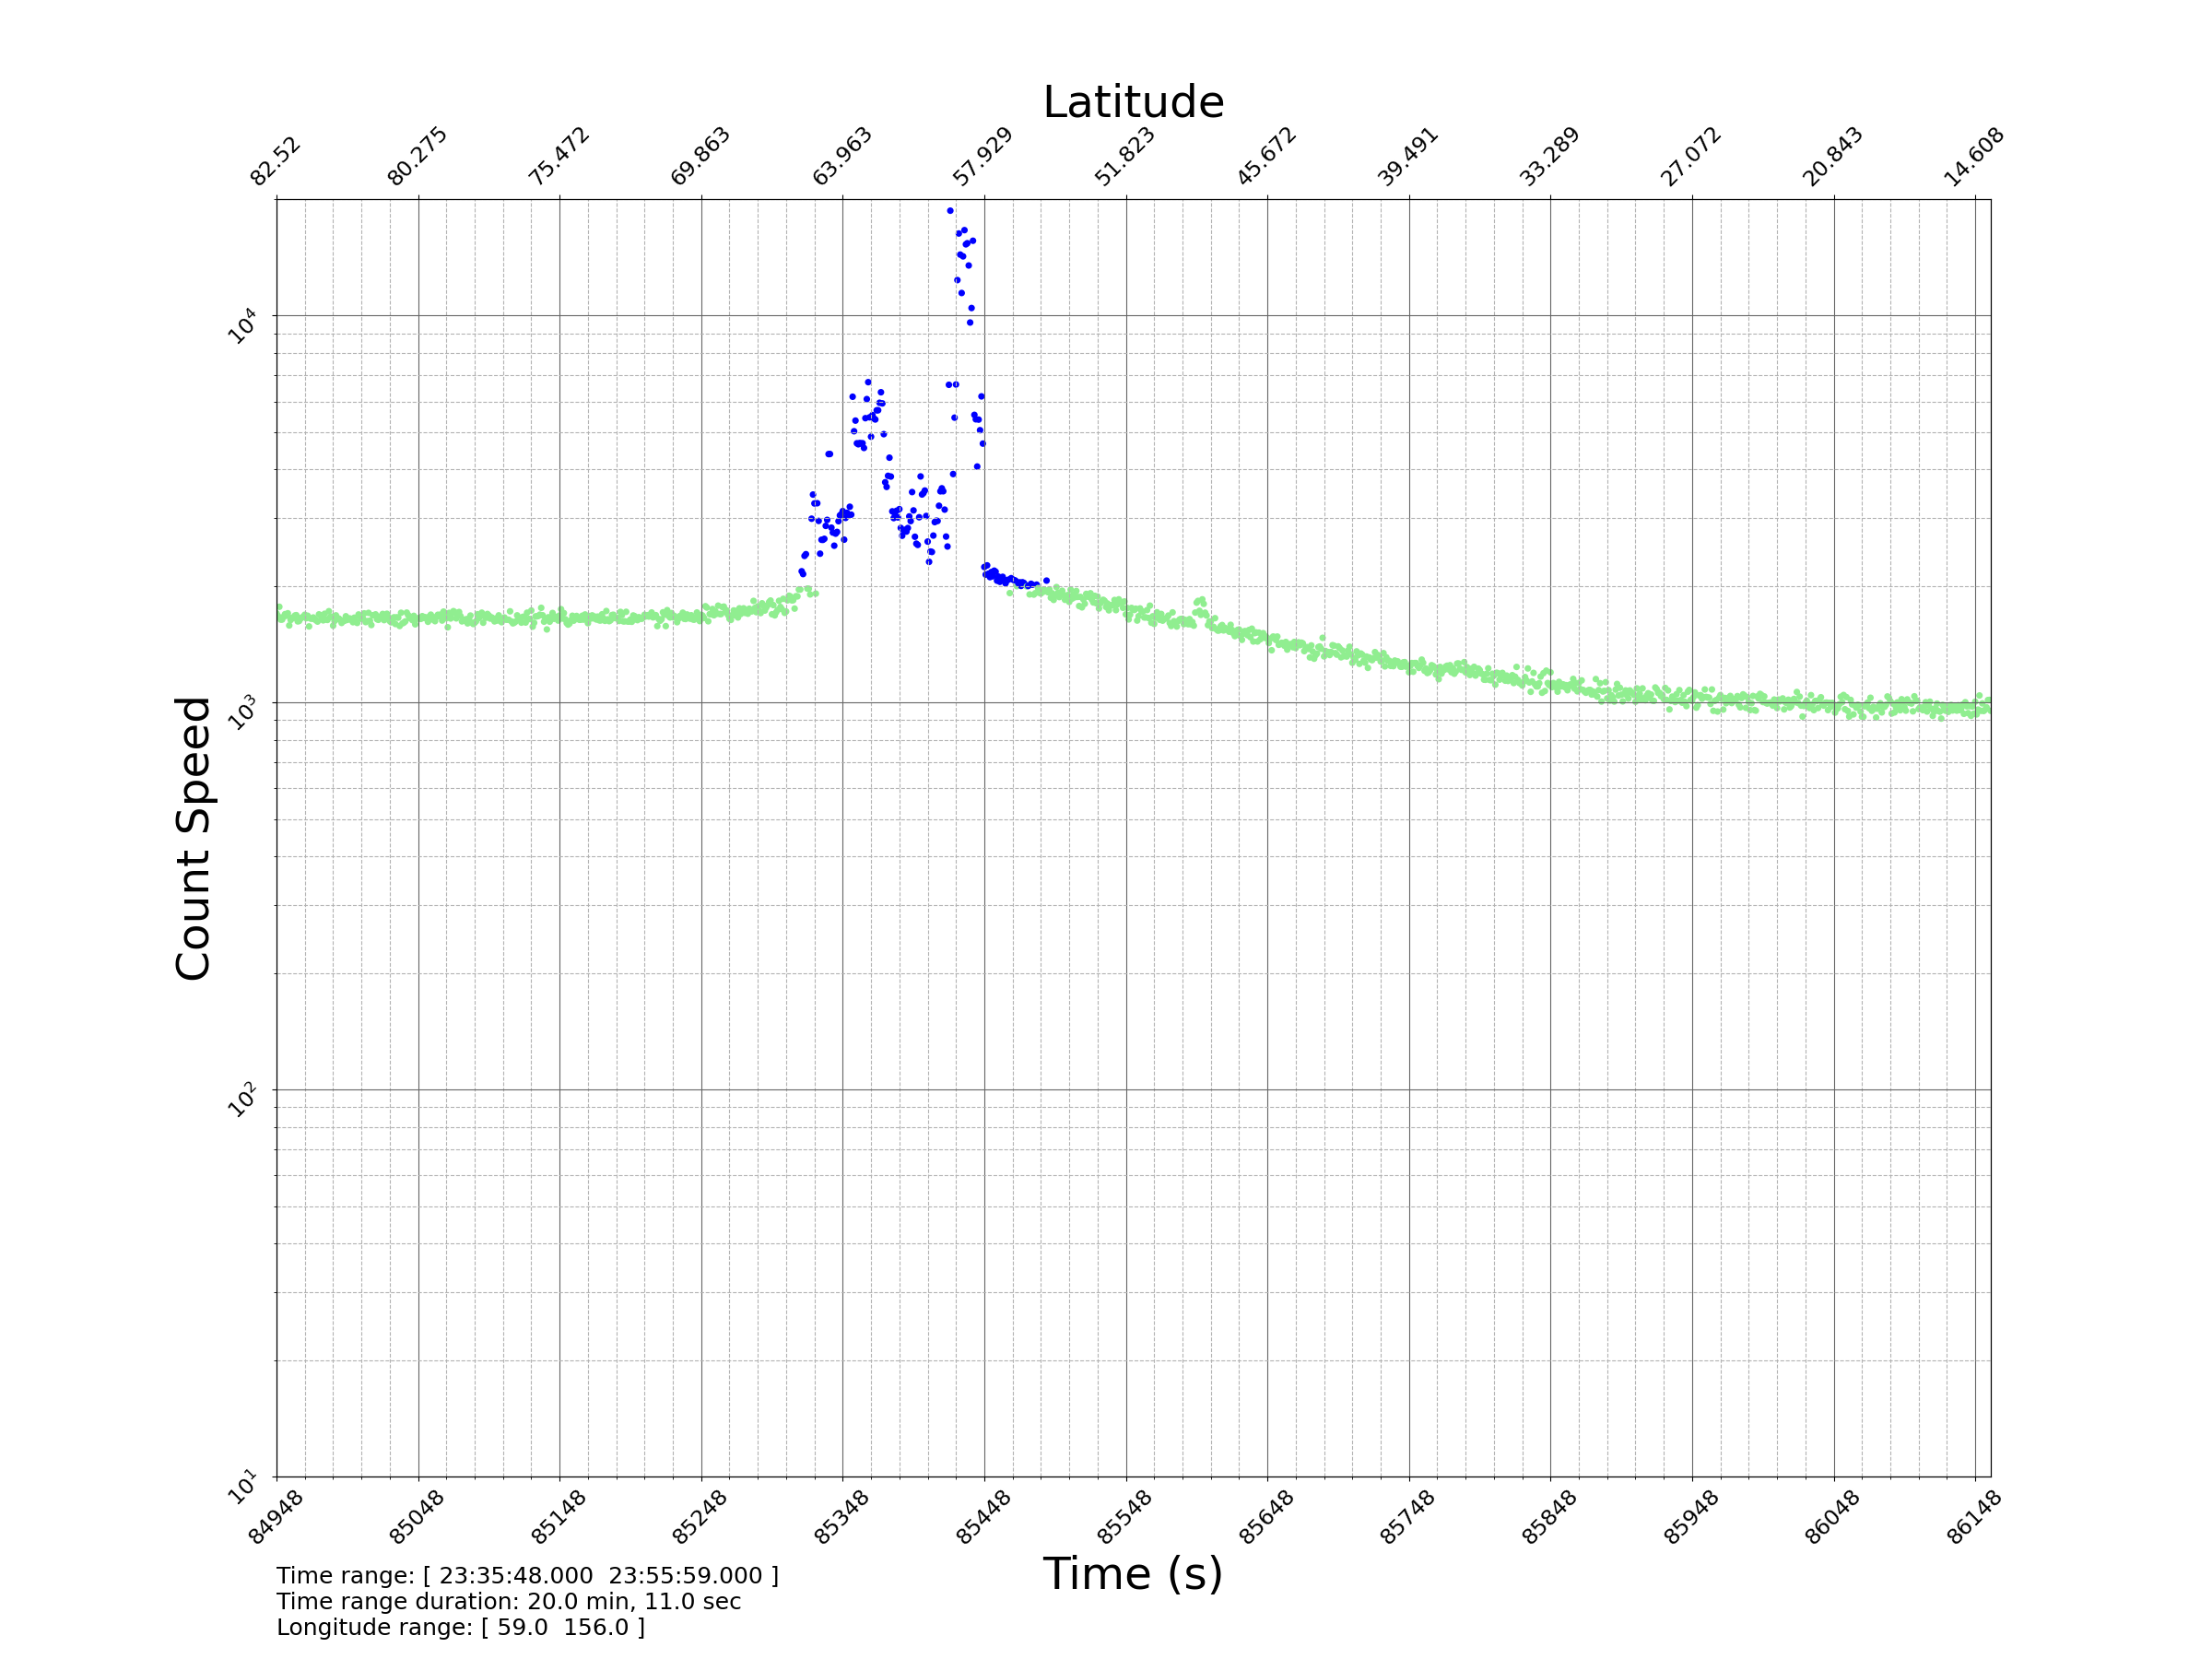 Latitude
82.52 80.275 75.472 69.863 63.963 57.929 51.823 45.672 39.491 33.289 27.072 20.843 14.608
10^4
10^3
10^2
10^1
Count Speed
84948 85048 85148 85248 85348 85448 85548 85648 85748 85848 85948 86048 86148
Time (s)
Time range: [ 23:35:48.000  23:55:59.000 ]
Time range duration: 20.0 min, 11.0 sec
Longitude range: [ 59.0  156.0 ]